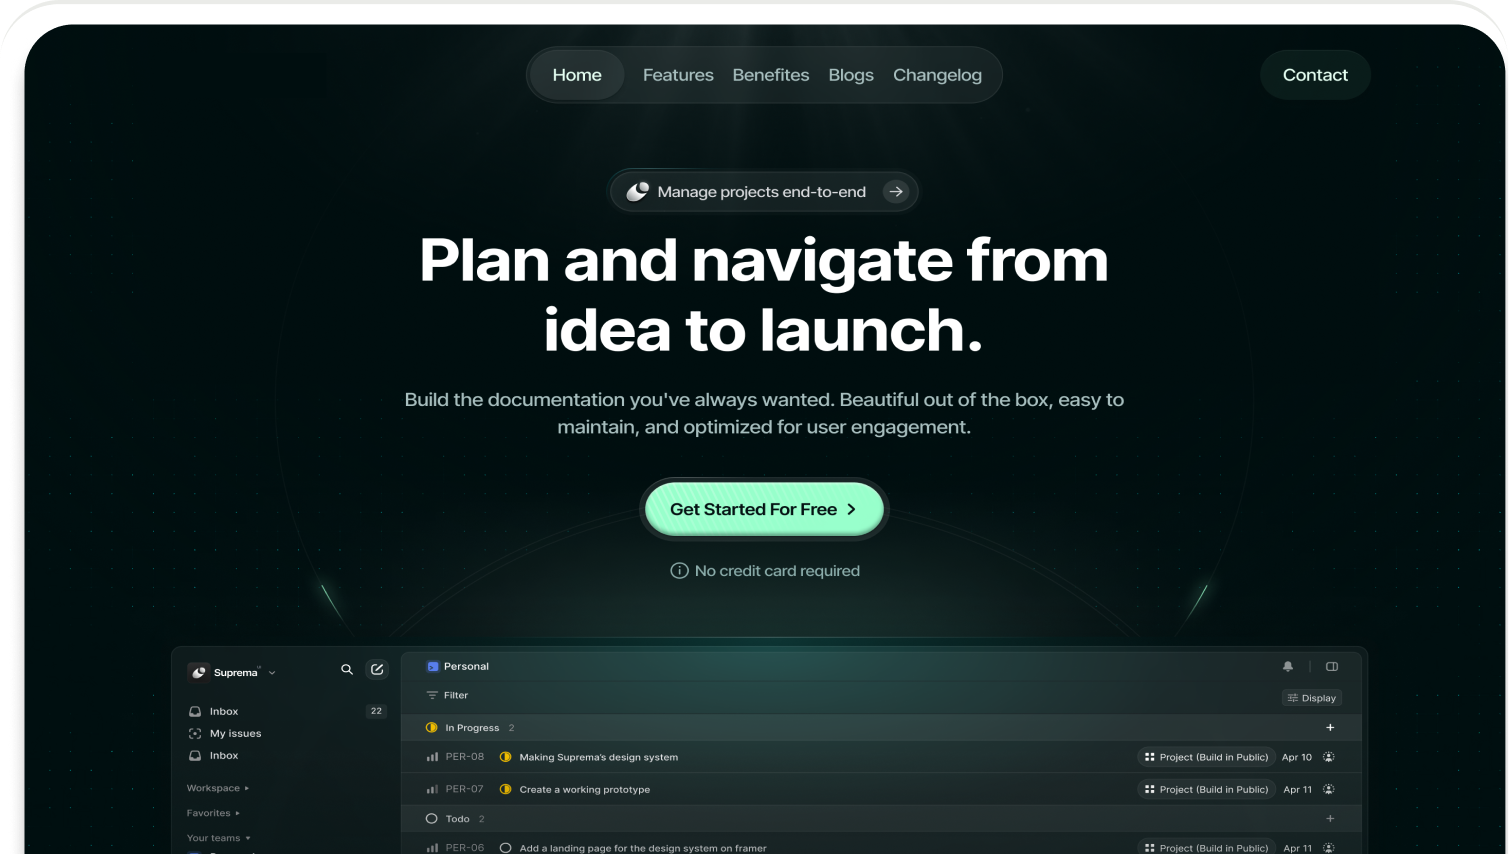 Home Features Benefites Blogs Changelog
Contact
Manage projects end-to-end
Plan and navigate from
idea to launch.
Build the documentation you've always wanted. Beautiful out of the box, easy to
maintain, and optimized for user engagement.
Get Started For Free
No credit card required
Suprema
Personal
Inbox 22
My issues
Inbox
Workspace
Favorites
Your teams
Filter
Display
In Progress 2
PER-08 Making Suprema's design system Project (Build in Public) Apr 10
PER-07 Create a working prototype Project (Build in Public) Apr 11
Todo 2
PER-06 Add a landing page for the design system on framer Project (Build in Public) Apr 11